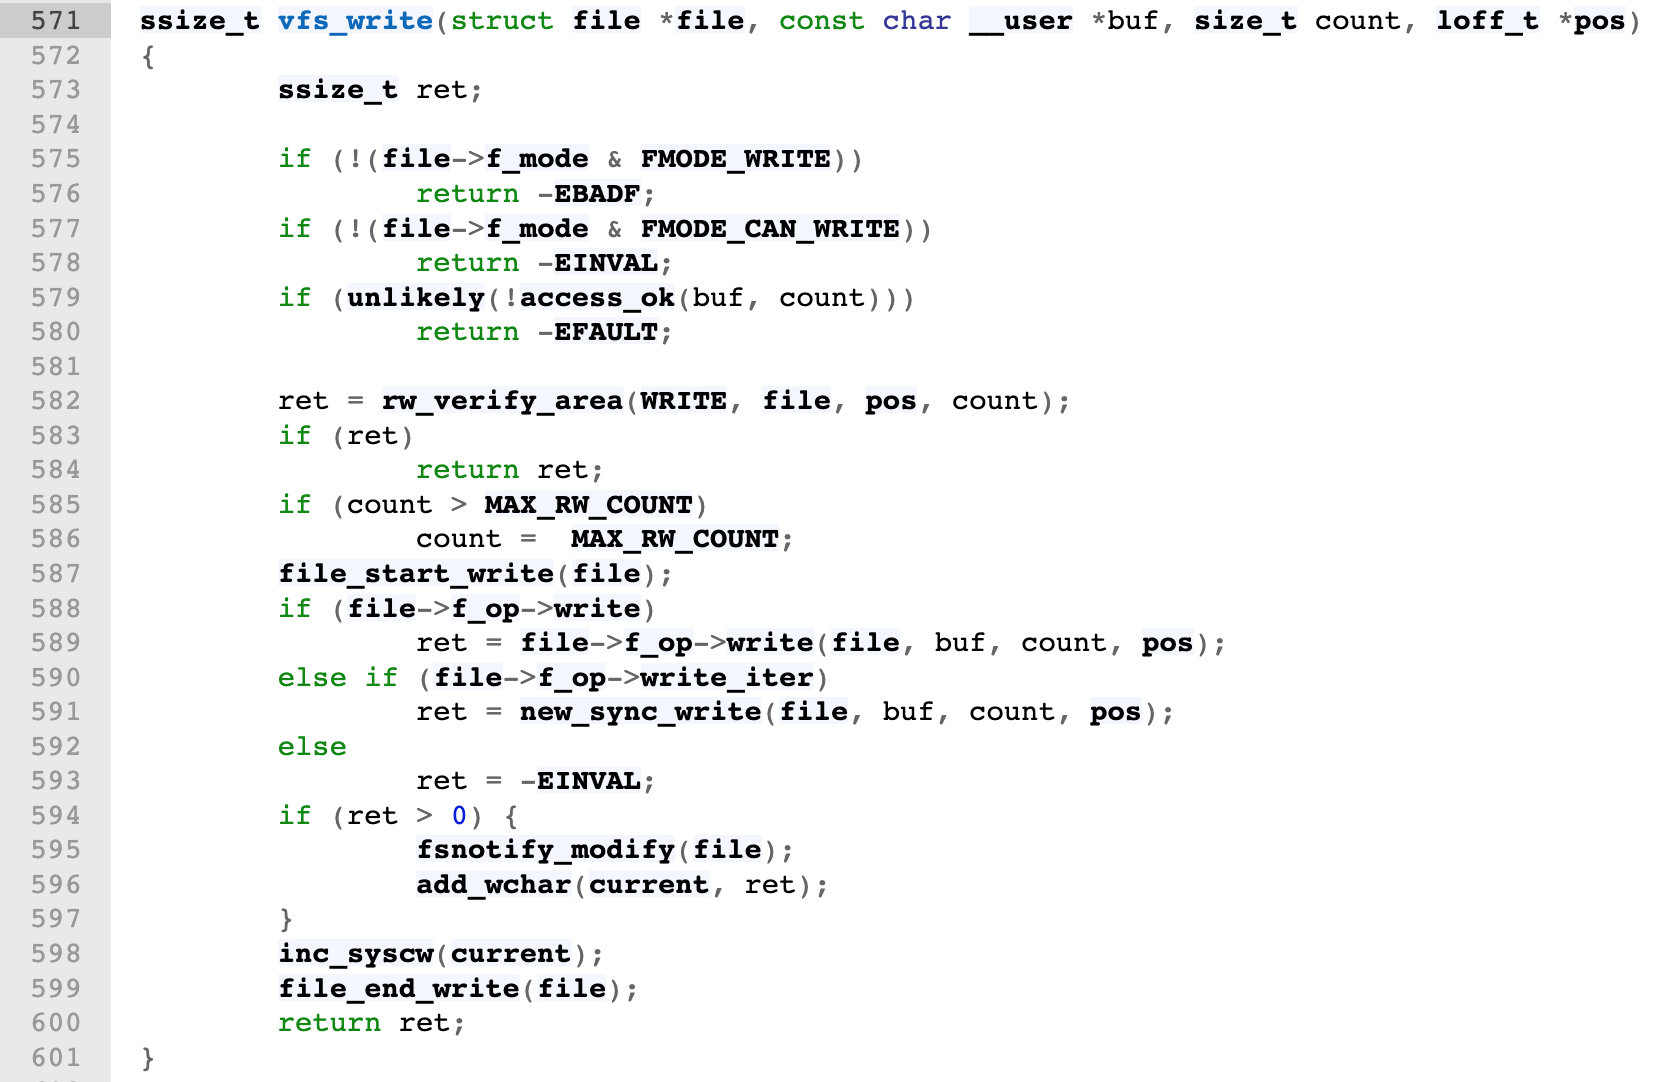 571 ssize_t vfs_write(struct file *file, const char __user *buf, size_t count, loff_t *pos)
572 {
573         ssize_t ret;
574
575         if (!(file->f_mode & FMODE_WRITE))
576                 return -EBADF;
577         if (!(file->f_mode & FMODE_CAN_WRITE))
578                 return -EINVAL;
579         if (unlikely(!access_ok(buf, count)))
580                 return -EFAULT;
581
582         ret = rw_verify_area(WRITE, file, pos, count);
583         if (ret)
584                 return ret;
585         if (count > MAX_RW_COUNT)
586                 count =  MAX_RW_COUNT;
587         file_start_write(file);
588         if (file->f_op->write)
589                 ret = file->f_op->write(file, buf, count, pos);
590         else if (file->f_op->write_iter)
591                 ret = new_sync_write(file, buf, count, pos);
592         else
593                 ret = -EINVAL;
594         if (ret > 0) {
595                 fsnotify_modify(file);
596                 add_wchar(current, ret);
597         }
598         inc_syscw(current);
599         file_end_write(file);
600         return ret;
601 }